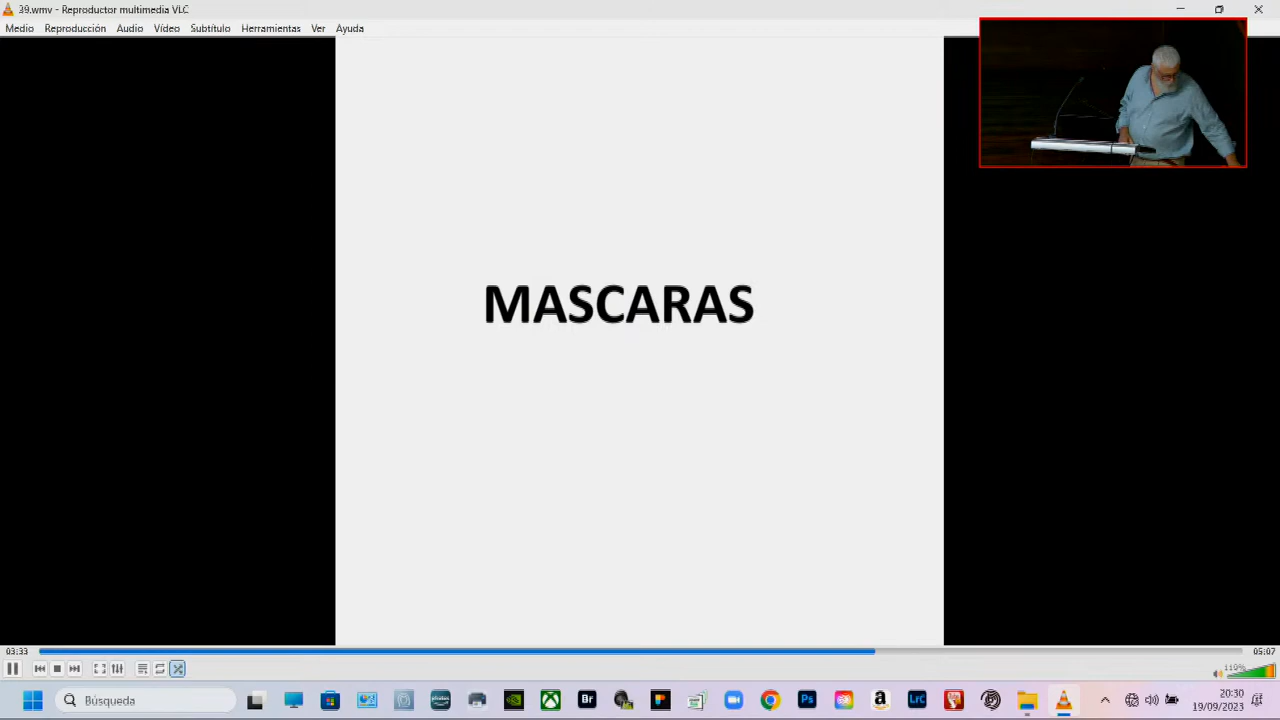 39.wmv - Reproductor multimedia VLC
Medio Reproducción Audio Vídeo Subtítulo Herramientas Ver Ayuda
MASCARAS
03:33
05:07
119%
Búsqueda
Br
Ps
LrC
20:30
19/09/2023